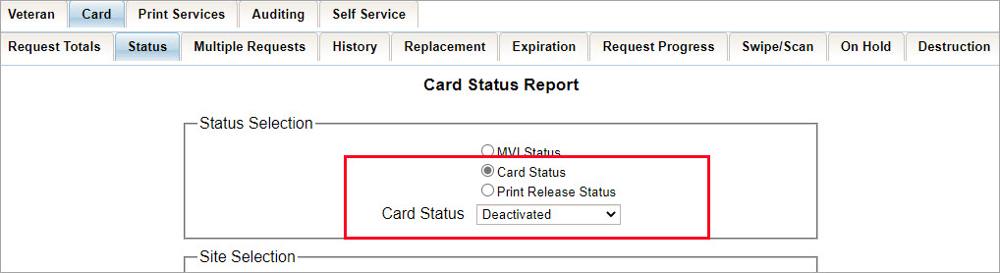 Veteran Card Print Services Auditing Self Service
Request Totals Status Multiple Requests History Replacement Expiration Request Progress Swipe/Scan On Hold Destruction
Card Status Report
Status Selection
MVI Status
Card Status
Print Release Status
Card Status Deactivated
Site Selection